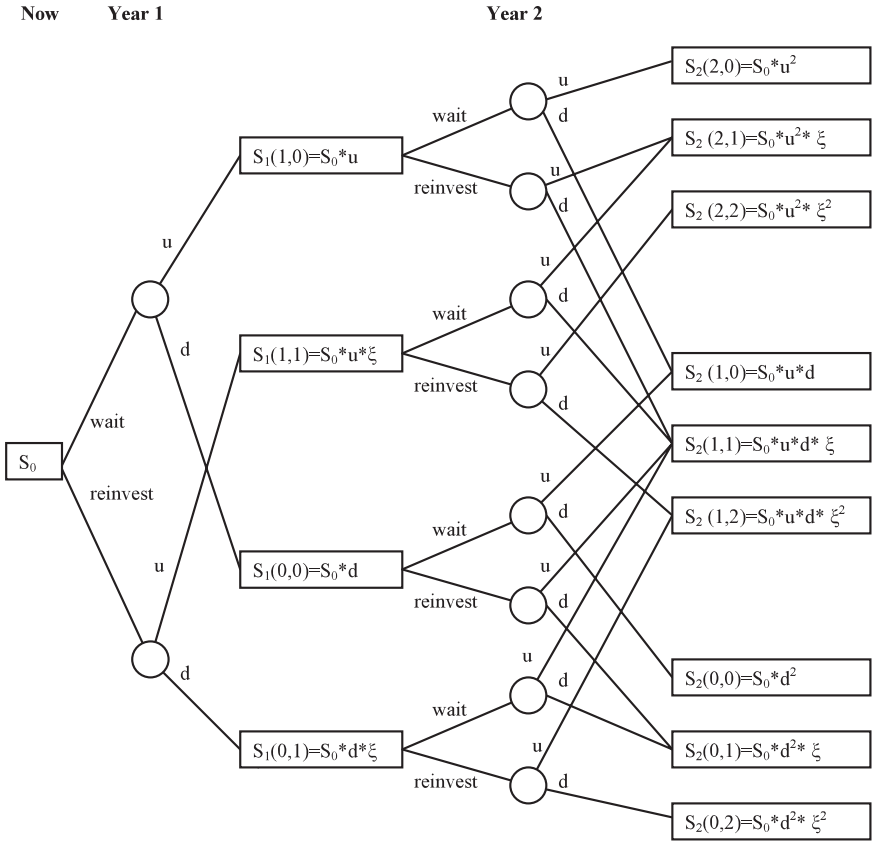 Now Year 1 Year 2
S₂(2,0)=S₀*u²
u
wait
d
S₂ (2,1)=S₀*u²* ξ
S₁(1,0)=S₀*u
u
reinvest
d
S₂ (2,2)=S₀*u²* ξ²
u
u
d
wait
S₁(1,1)=S₀*u*ξ
d
u
S₂ (1,0)=S₀*u*d
reinvest
d
wait
S₂(1,1)=S₀*u*d* ξ
S₀
u
reinvest
S₂ (1,2)=S₀*u*d* ξ²
d
wait
u
u
S₁(0,0)=S₀*d
reinvest
d
u
d
d
S₂(0,0)=S₀*d²
wait
S₁(0,1)=S₀*d*ξ
u
S₂(0,1)=S₀*d²* ξ
reinvest
d
S₂(0,2)=S₀*d²* ξ²